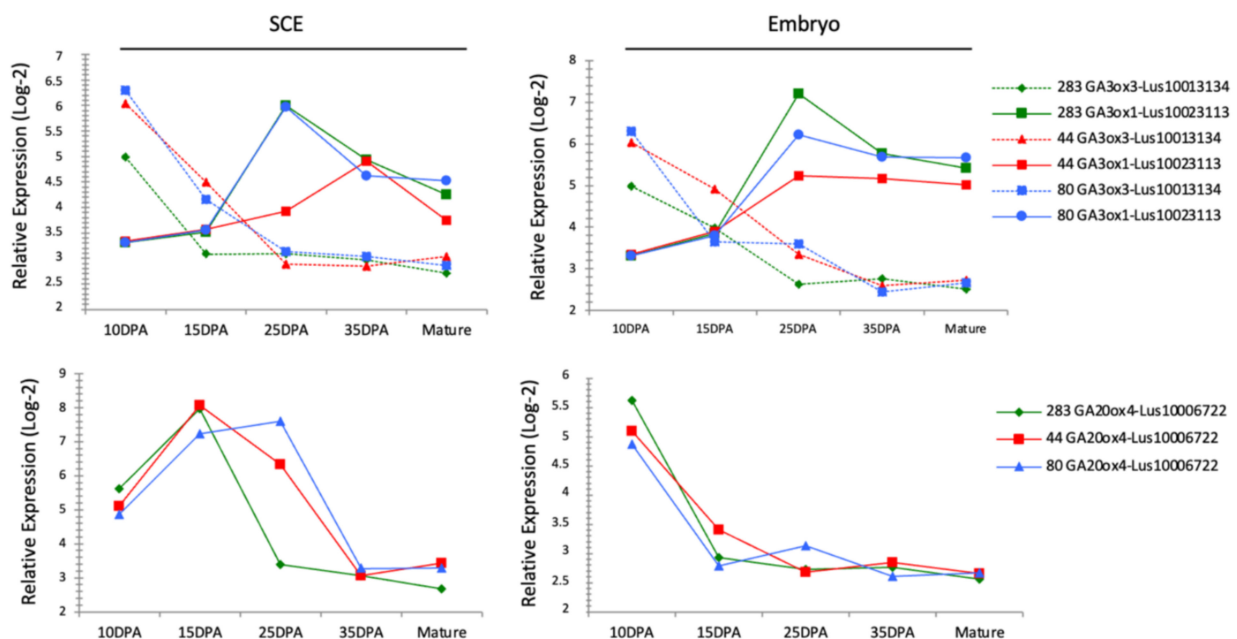 SCE
Embryo
Relative Expression (Log-2)
7
6.5
6
5.5
5
4.5
4
3.5
3
2.5
2
10DPA 15DPA 25DPA 35DPA Mature
Relative Expression (Log-2)
8
7
6
5
4
3
2
10DPA 15DPA 25DPA 35DPA Mature
283 GA3ox3-Lus10013134
283 GA3ox1-Lus10023113
44 GA3ox3-Lus10013134
44 GA3ox1-Lus10023113
80 GA3ox3-Lus10013134
80 GA3ox1-Lus10023113
Relative Expression (Log-2)
9
8
7
6
5
4
3
2
10DPA 15DPA 25DPA 35DPA Mature
Relative Expression (Log-2)
6
5.5
5
4.5
4
3.5
3
2.5
2
10DPA 15DPA 25DPA 35DPA Mature
283 GA20ox4-Lus10006722
44 GA20ox4-Lus10006722
80 GA20ox4-Lus10006722